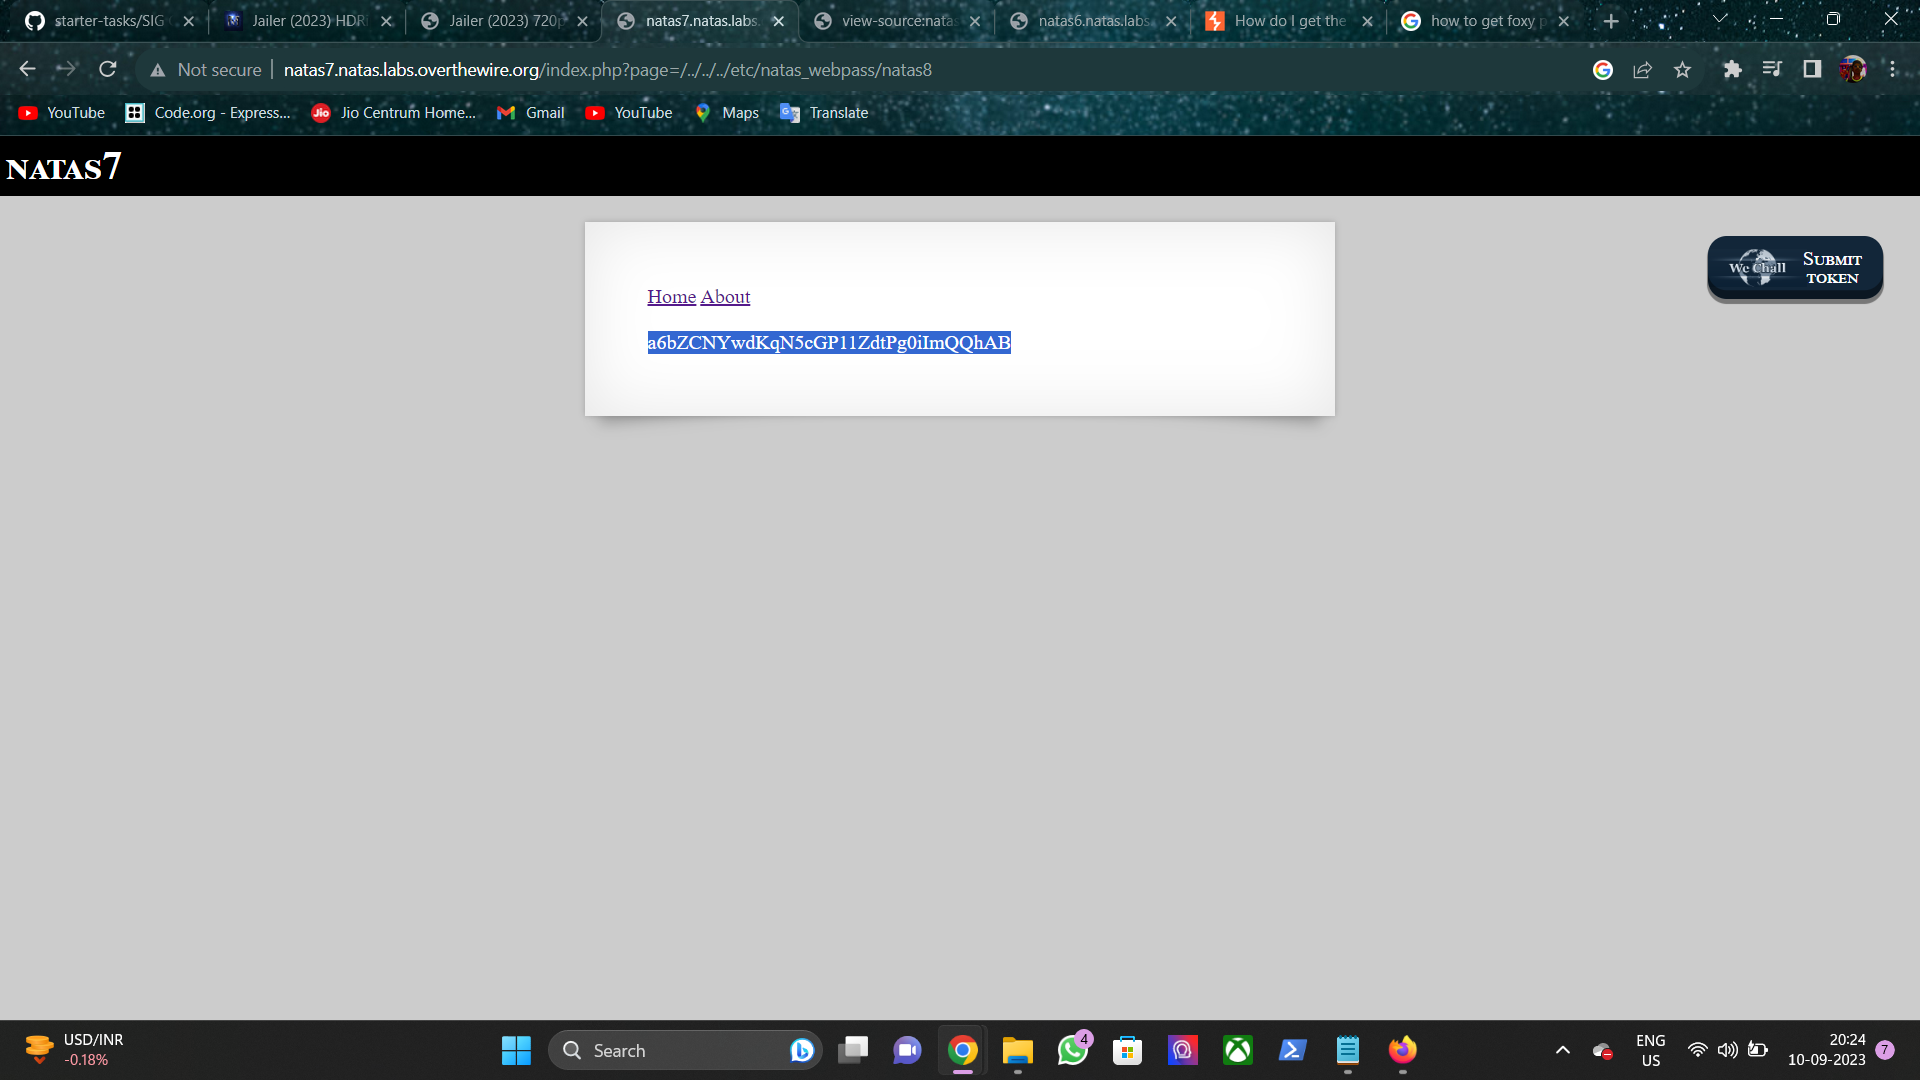 starter-tasks/SIG
Jailer (2023) HDRi
Jailer (2023) 720p
natas7.natas.labs.
view-source:natas
natas6.natas.labs.
How do I get the
how to get foxy p
Not secure
natas7.natas.labs.overthewire.org/index.php?page=/../../../etc/natas_webpass/natas8
YouTube
Code.org - Express...
Jio
Jio Centrum Home...
Gmail
YouTube
Maps
Translate
NATAS7
We Chall
SUBMIT
TOKEN
Home About
a6bZCNYwdKqN5cGP11ZdtPg0iImQQhAB
USD/INR
-0.18%
Search
4
ENG
US
20:24
10-09-2023
7